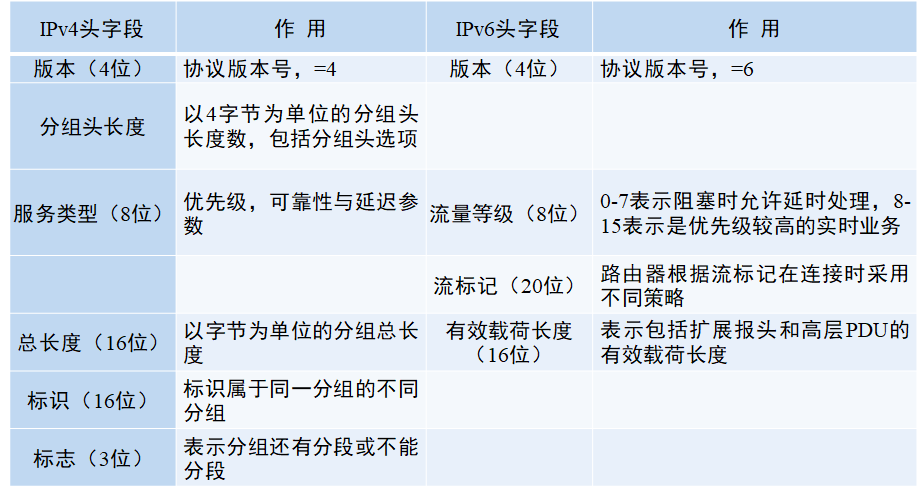 IPv4头字段 作 用 IPv6头字段 作 用
版本（4位） 协议版本号，=4 版本（4位） 协议版本号，=6
分组头长度
以4字节为单位的分组头
长度数，包括分组头选项
服务类型（8位）
优先级，可靠性与延迟参
数
流量等级（8位）
0-7表示阻塞时允许延时处理，8-
15表示是优先级较高的实时业务
流标记（20位）
路由器根据流标记在连接时采用
不同策略
总长度（16位）
以字节为单位的分组总长
度
有效载荷长度
（16位）
表示包括扩展报头和高层PDU的
有效载荷长度
标识（16位）
标识属于同一分组的不同
分组
标志（3位）
表示分组还有分段或不能
分段